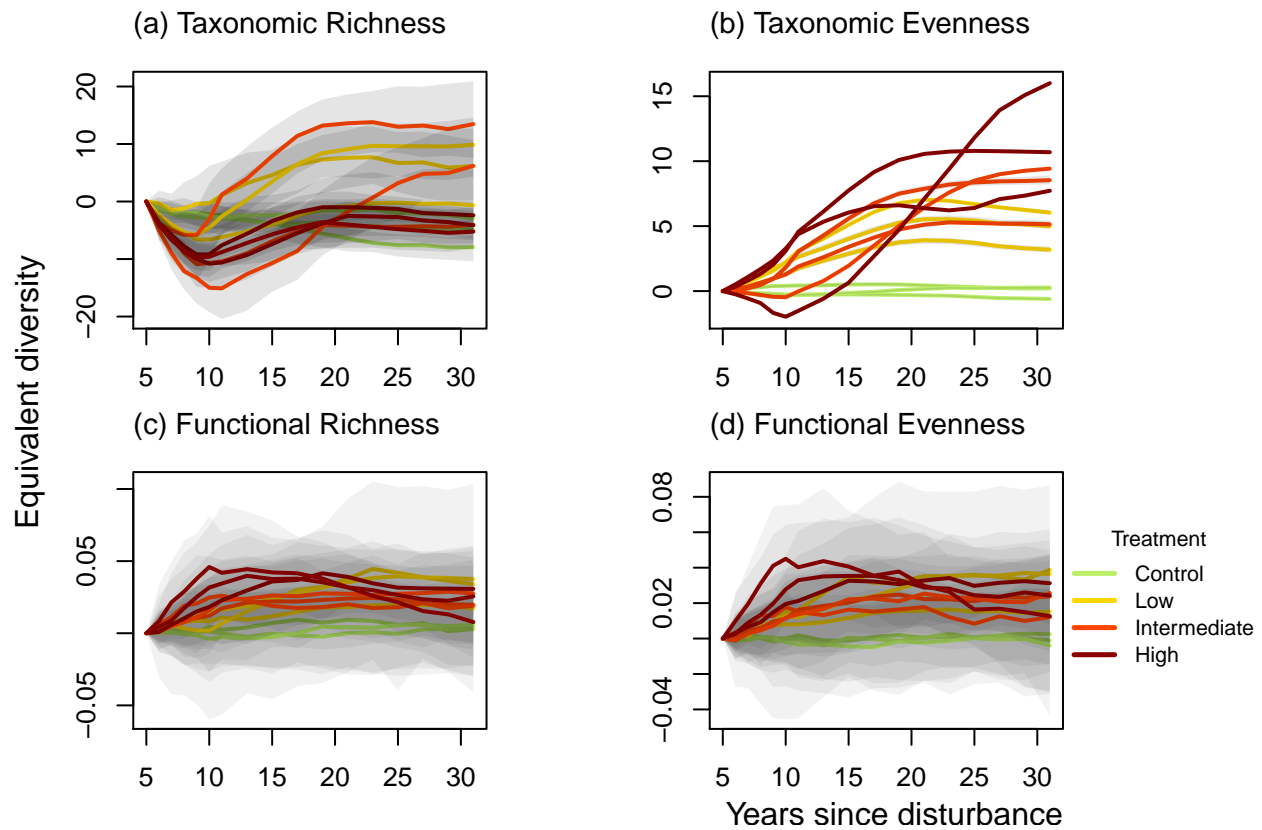 (a) Taxonomic Richness
(b) Taxonomic Evenness
20
10
0
−20
5 10 15 20 25 30
15
10
5
0
5 10 15 20 25 30
Equivalent diversity
(c) Functional Richness
(d) Functional Evenness
0.05
−0.05
5 10 15 20 25 30
0.08
0.02
−0.04
5 10 15 20 25 30
Treatment
Control
Low
Intermediate
High
Years since disturbance